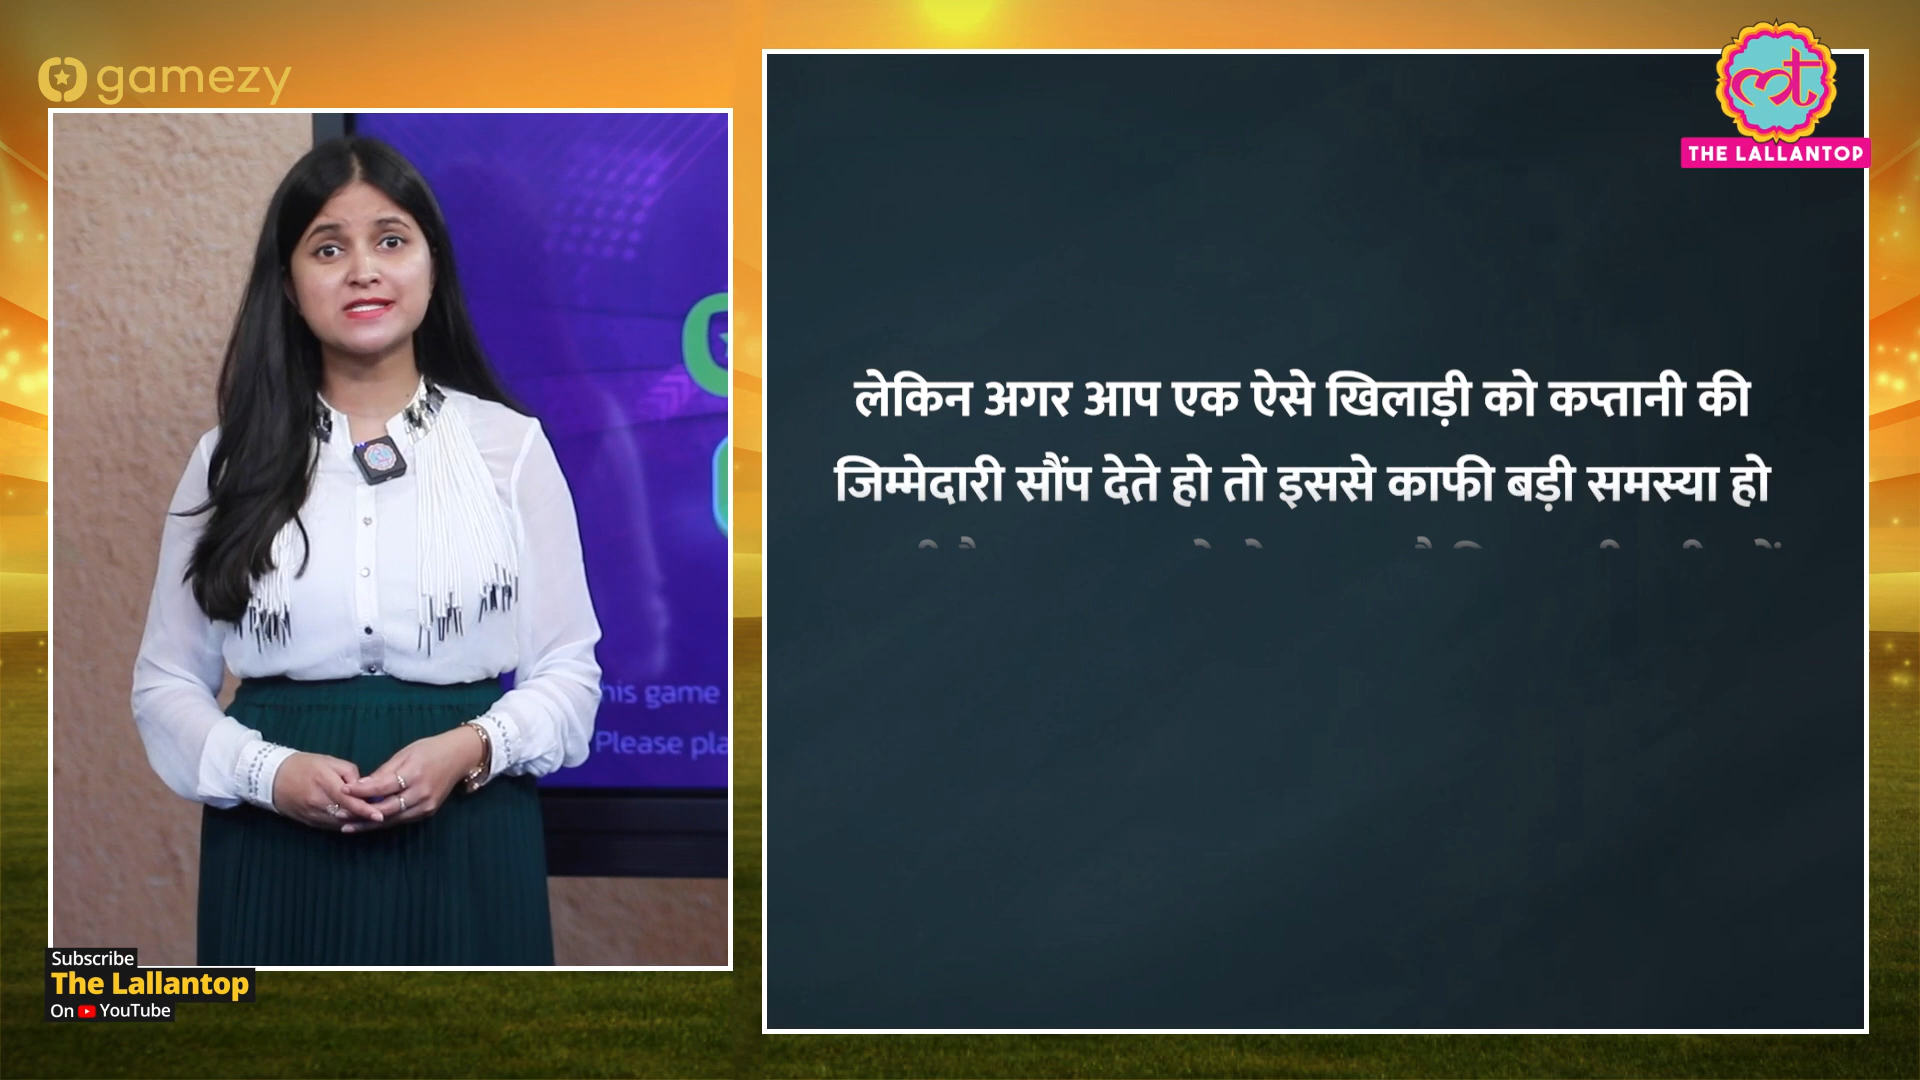 gamezy
THE LALLANTOP
लेकिन अगर आप एक ऐसे खिलाड़ी को कप्तानी की
जिम्मेदारी सौंप देते हो तो इससे काफी बड़ी समस्या हो
his game
Please pla
Subscribe
The Lallantop
On YouTube